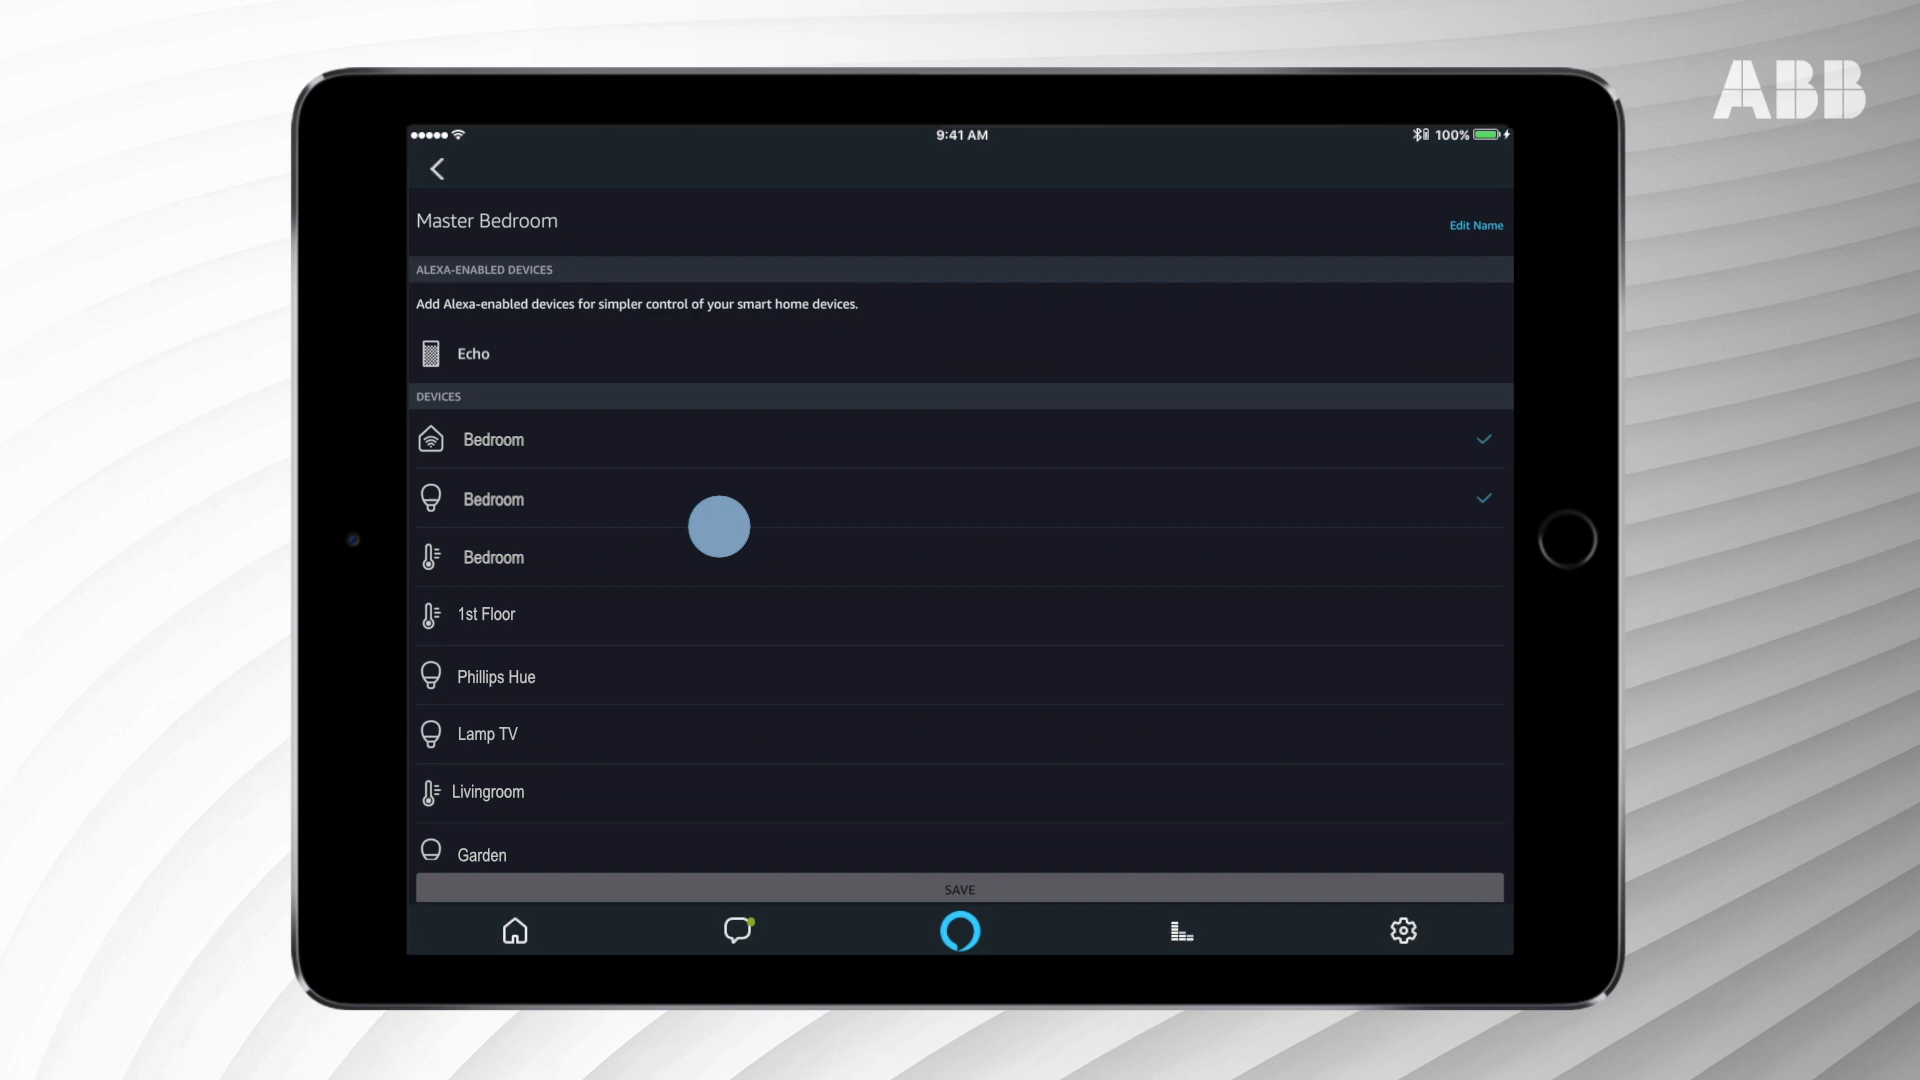 ABB
9:41 AM
100%
Master Bedroom
Edit Name
ALEXA-ENABLED DEVICES
Add Alexa-enabled devices for simpler control of your smart home devices.
Echo
DEVICES
Bedroom
Bedroom
Bedroom
1st Floor
Phillips Hue
Lamp TV
Livingroom
Garden
SAVE